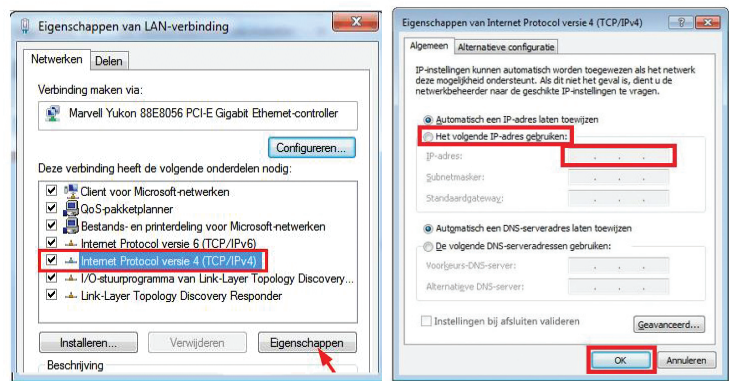 Eigenschappen van LAN-verbinding
Netwerken Delen
Verbinding maken via:
Marvell Yukon 88E8056 PCI-E Gigabit Ethernet-controller
Configureren...
Deze verbinding heeft de volgende onderdelen nodig:
Client voor Microsoft-netwerken
QoS-pakketplanner
Bestands- en printerdeling voor Microsoft-netwerken
Internet Protocol versie 6 (TCP/IPv6)
Internet Protocol versie 4 (TCP/IPv4)
I/O-stuurprogramma van Link-Layer Topology Discovery...
Link-Layer Topology Discovery Responder
Installeren... Verwijderen Eigenschappen
Beschrijving
Eigenschappen van Internet Protocol versie 4 (TCP/IPv4)
Algemeen Alternatieve configuratie
IP-instellingen kunnen automatisch worden toegewezen als het netwerk
deze mogelijkheid ondersteunt. Als dit niet het geval is, dient u de
netwerkbeheerder naar de geschikte IP-instellingen te vragen.
Automatisch een IP-adres laten toewijzen
Het volgende IP-adres gebruiken:
IP-adres:
Subnetmasker:
Standaardgateway:
Automatisch een DNS-serveradres laten toewijzen
De volgende DNS-serveradressen gebruiken:
Voorkeurs-DNS-server:
Alternatieve DNS-server:
Instellingen bij afsluiten valideren
Geavanceerd...
OK Annuleren